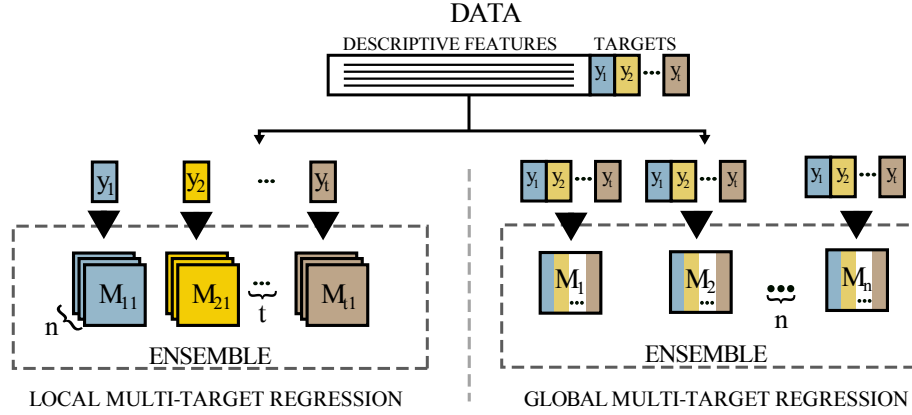 DATA
DESCRIPTIVE FEATURES TARGETS
y1 y2 ... yt
y1 y2 ... yt
y1 y2 ... yt y1 y2 ... yt y1 y2 ... yt
M11 M21 ... Mt1
n t
ENSEMBLE
M1 ... M2 ... ... Mn ...
n
ENSEMBLE
LOCAL MULTI-TARGET REGRESSION
GLOBAL MULTI-TARGET REGRESSION